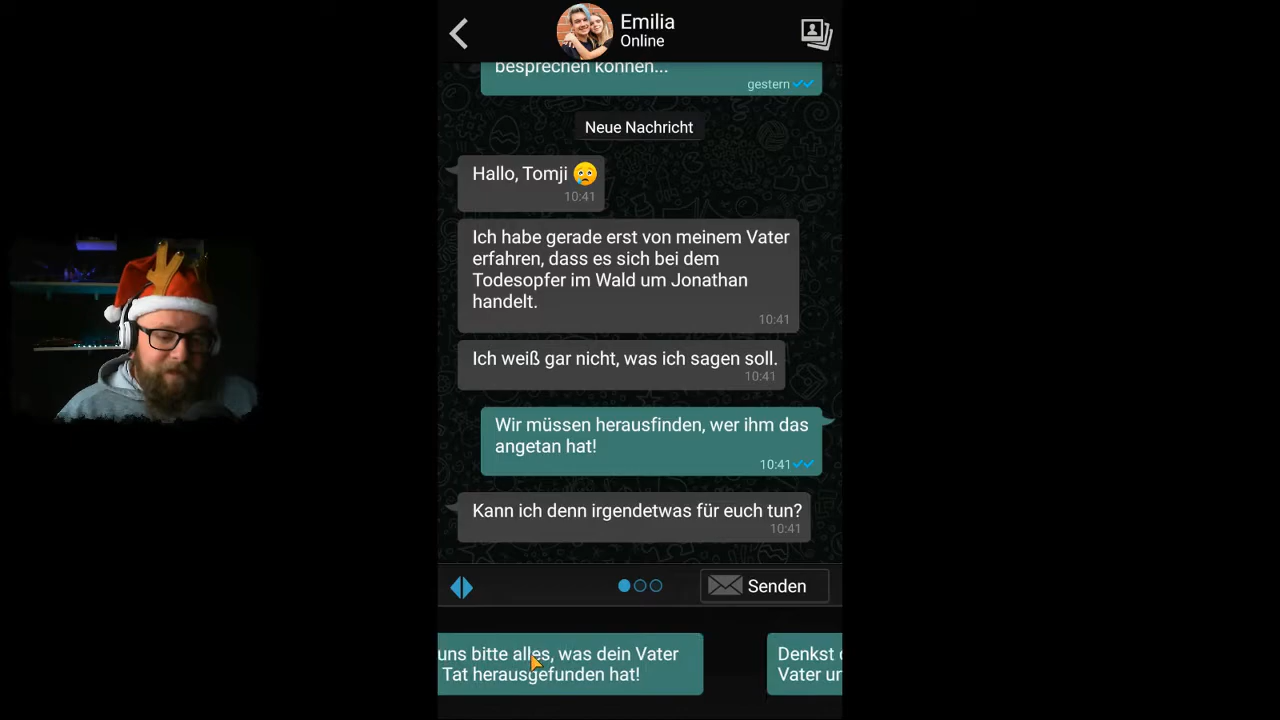 Emilia
Online
besprechen können...
gestern
Neue Nachricht
Hallo, Tomji
10:41
Ich habe gerade erst von meinem Vater
erfahren, dass es sich bei dem
Todesopfer im Wald um Jonathan
handelt.
10:41
Ich weiß gar nicht, was ich sagen soll.
10:41
Wir müssen herausfinden, wer ihm das
angetan hat!
10:41
Kann ich denn irgendetwas für euch tun?
10:41
Senden
uns bitte alles, was dein Vater
Tat herausgefunden hat!
Denkst
Vater